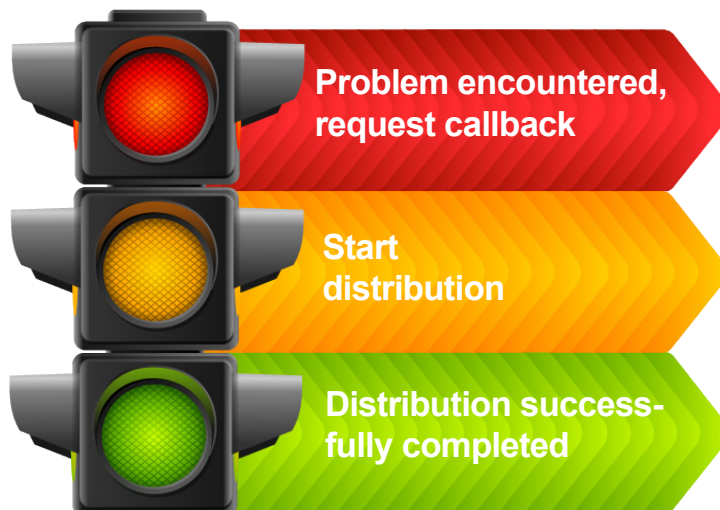 Problem encountered,
request callback
Start
distribution
Distribution success-
fully completed